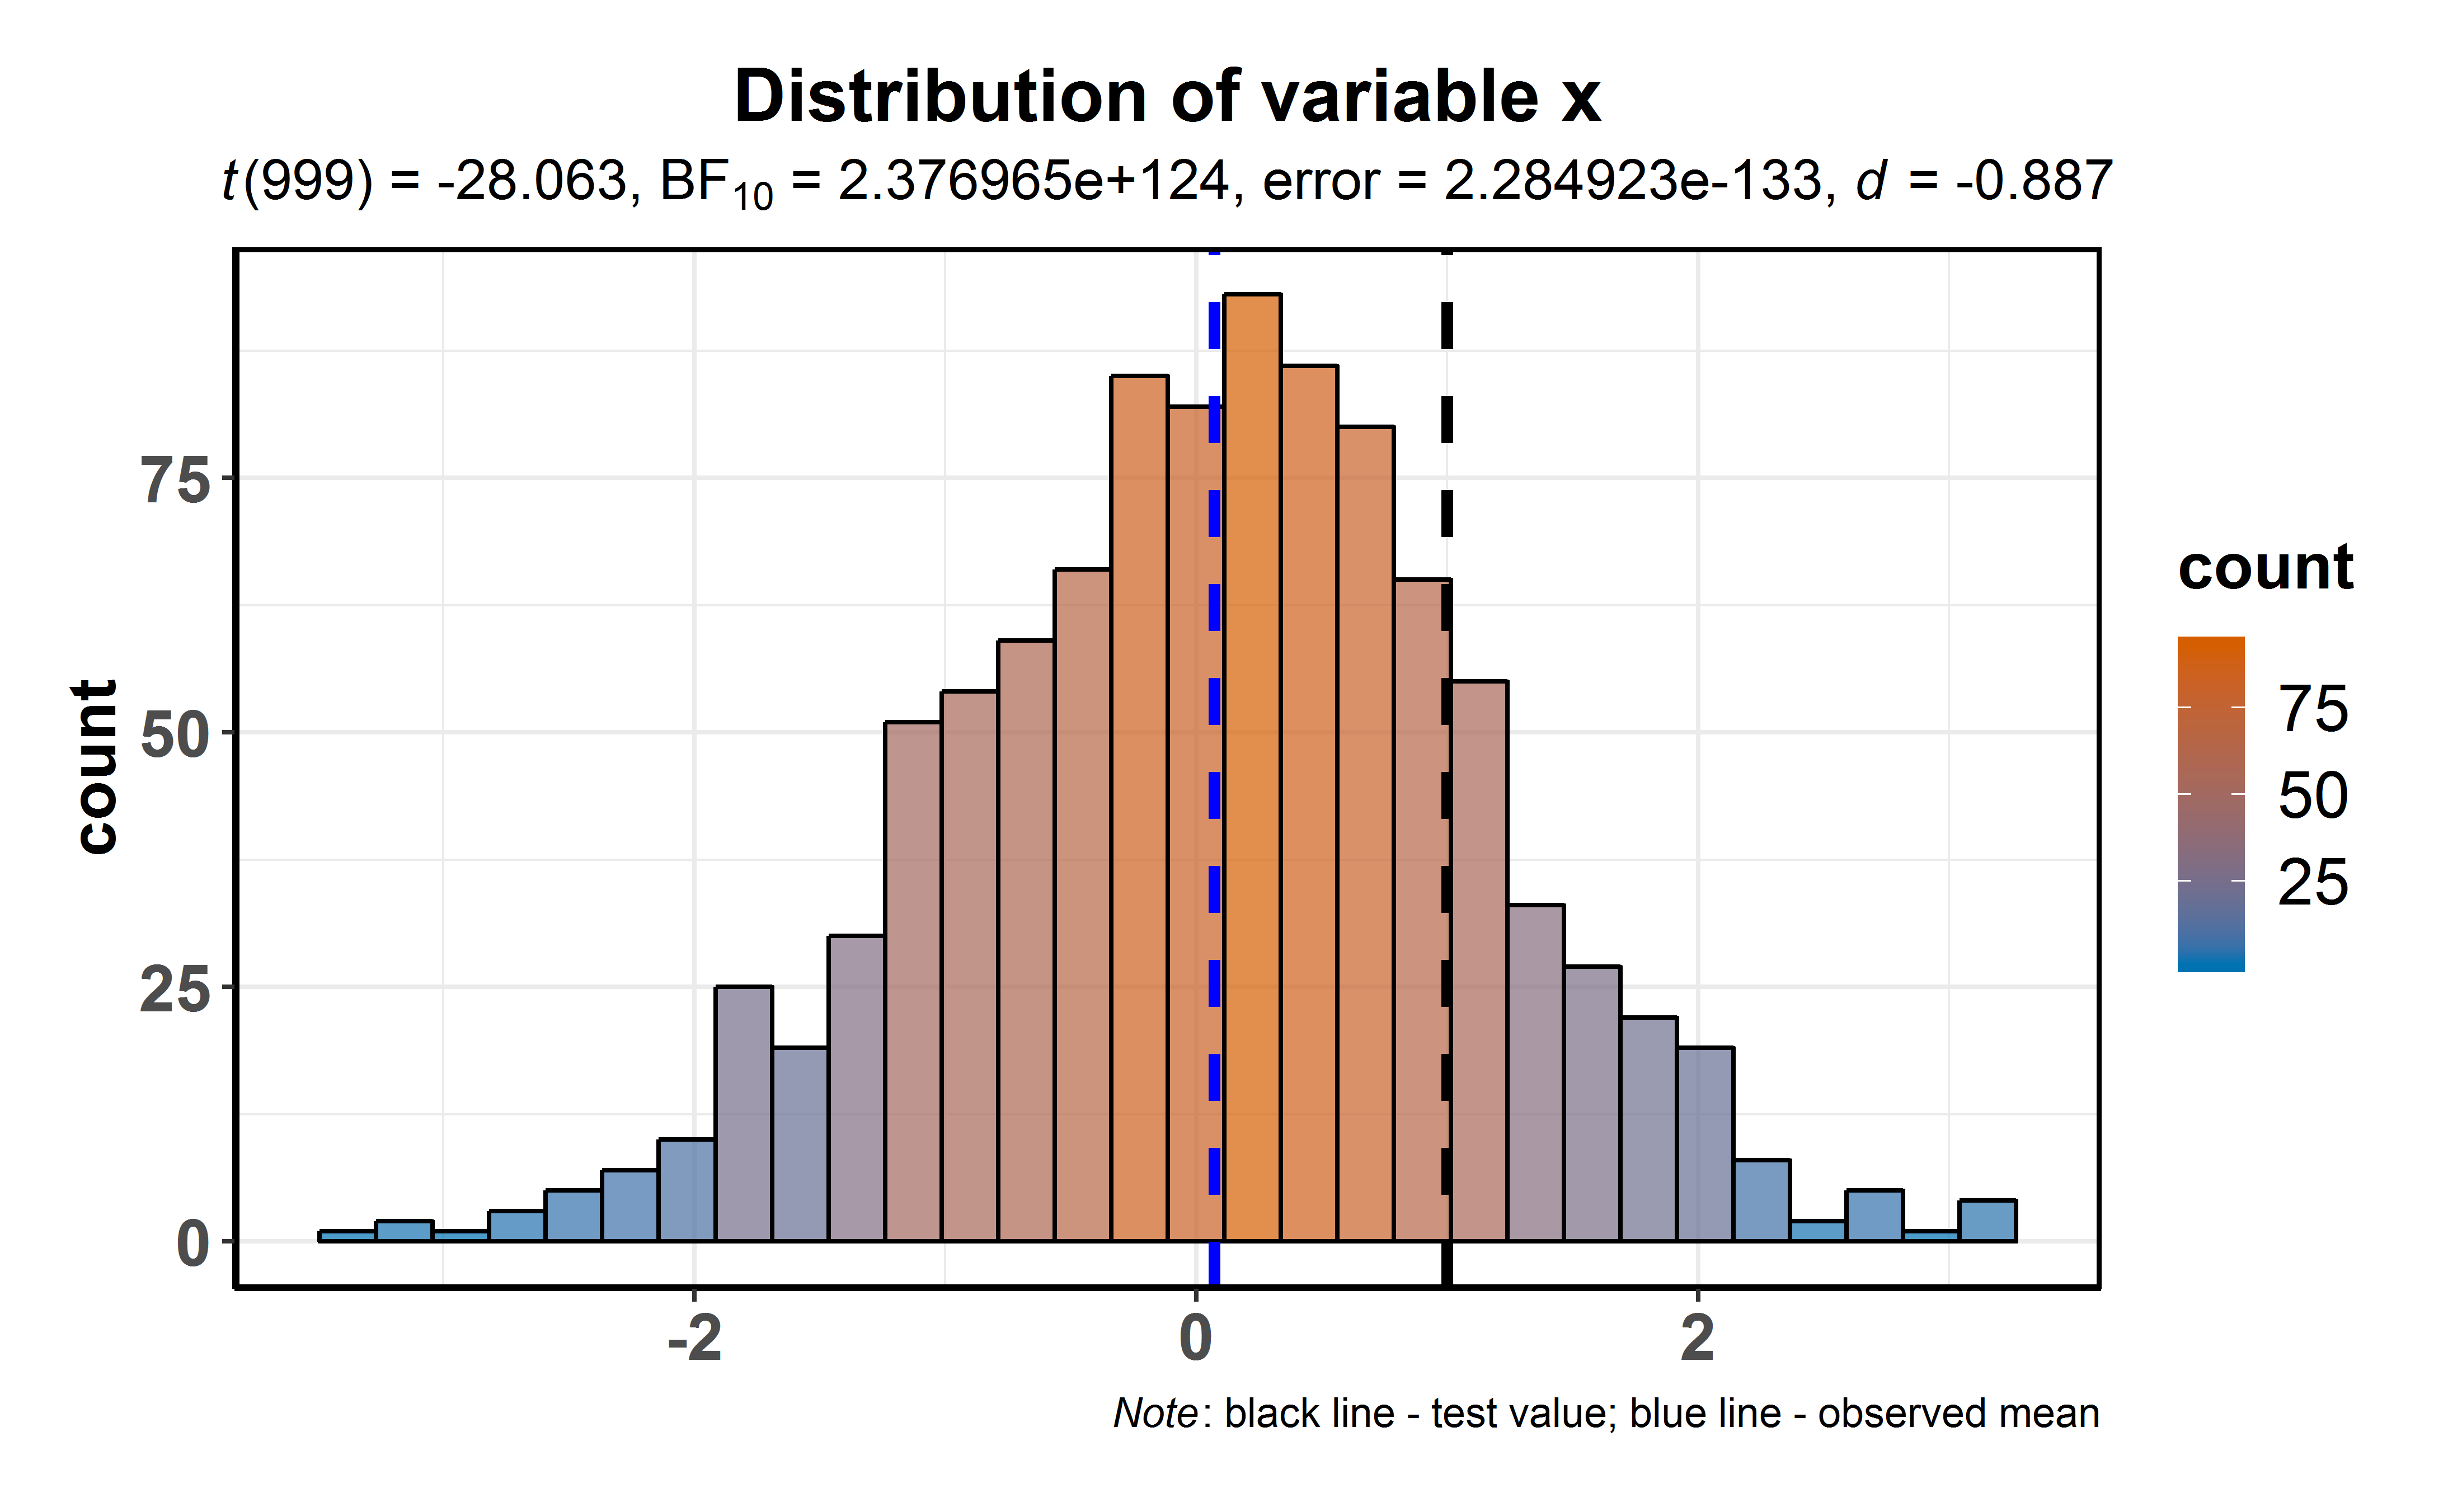 Distribution of variable x
t(999) = -28.063, BF₁₀ = 2.376965e+124, error = 2.284923e-133, d = -0.887
count
75
50
25
0
-2 0 2
count
75
50
25
Note: black line - test value; blue line - observed mean